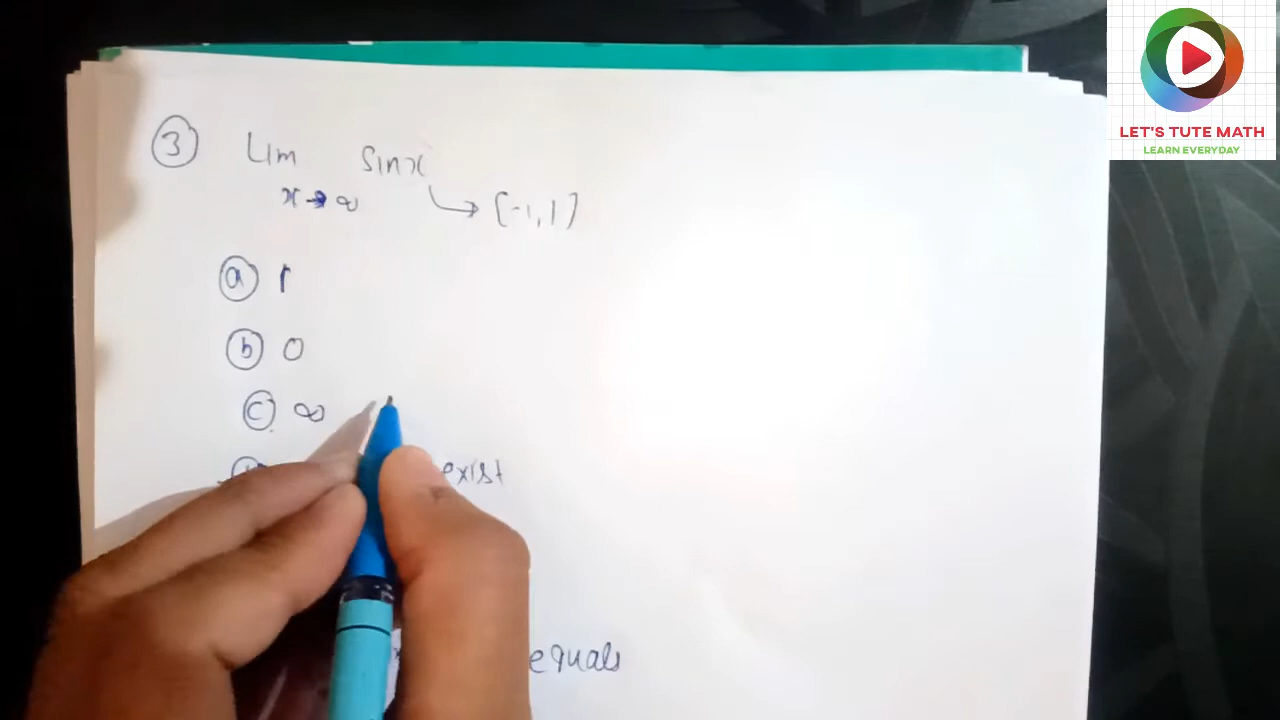 3 Lim sinx
x→∞ → [-1,1]
a 1
b 0
c ∞
exist
equals
LET'S TUTE MATH
LEARN EVERYDAY